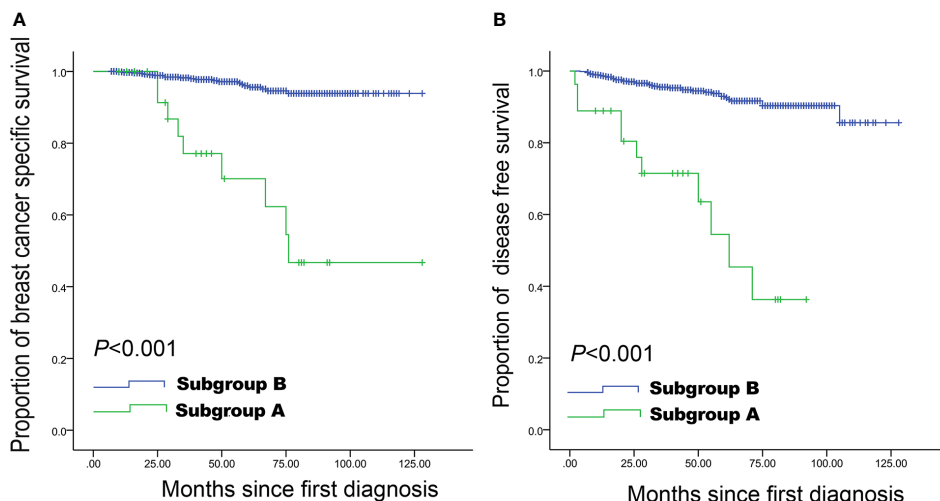 A
Proportion of breast cancer specific survival
1.0
0.8
0.6
0.4
0.2
0.0
P<0.001
Subgroup B
Subgroup A
.00 25.00 50.00 75.00 100.00 125.00
Months since first diagnosis
B
Proportion of disease free survival
1.0
0.8
0.6
0.4
0.2
0.0
P<0.001
Subgroup B
Subgroup A
.00 25.00 50.00 75.00 100.00 125.00
Months since first diagnosis